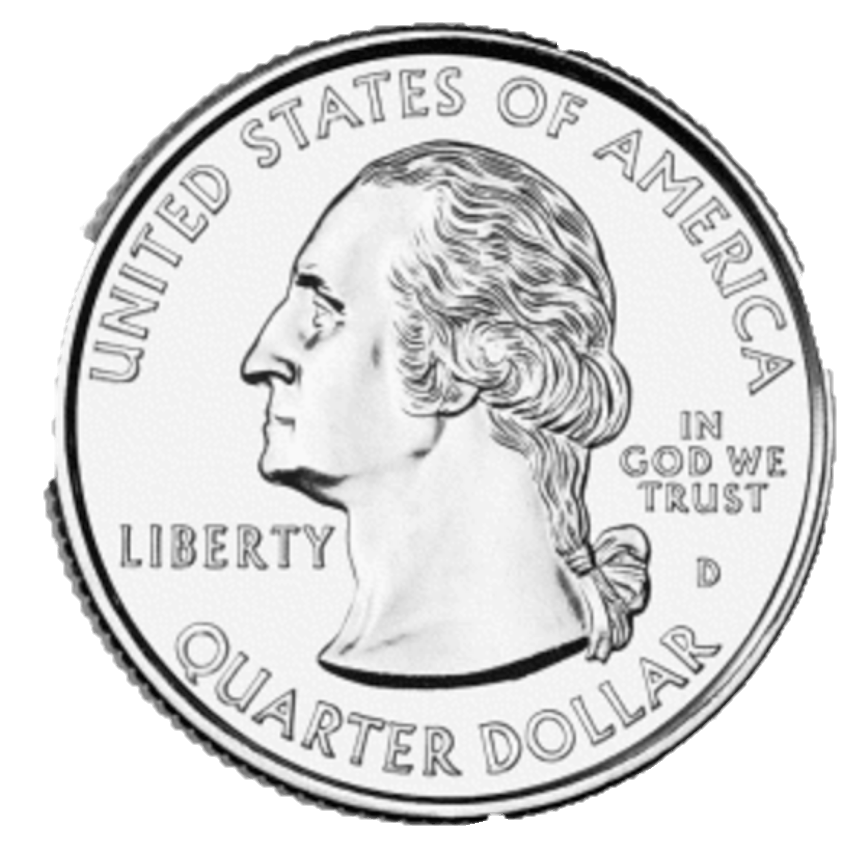 UNITED STATES OF AMERICA
IN
GOD WE
TRUST
LIBERTY
D
QUARTER DOLLAR